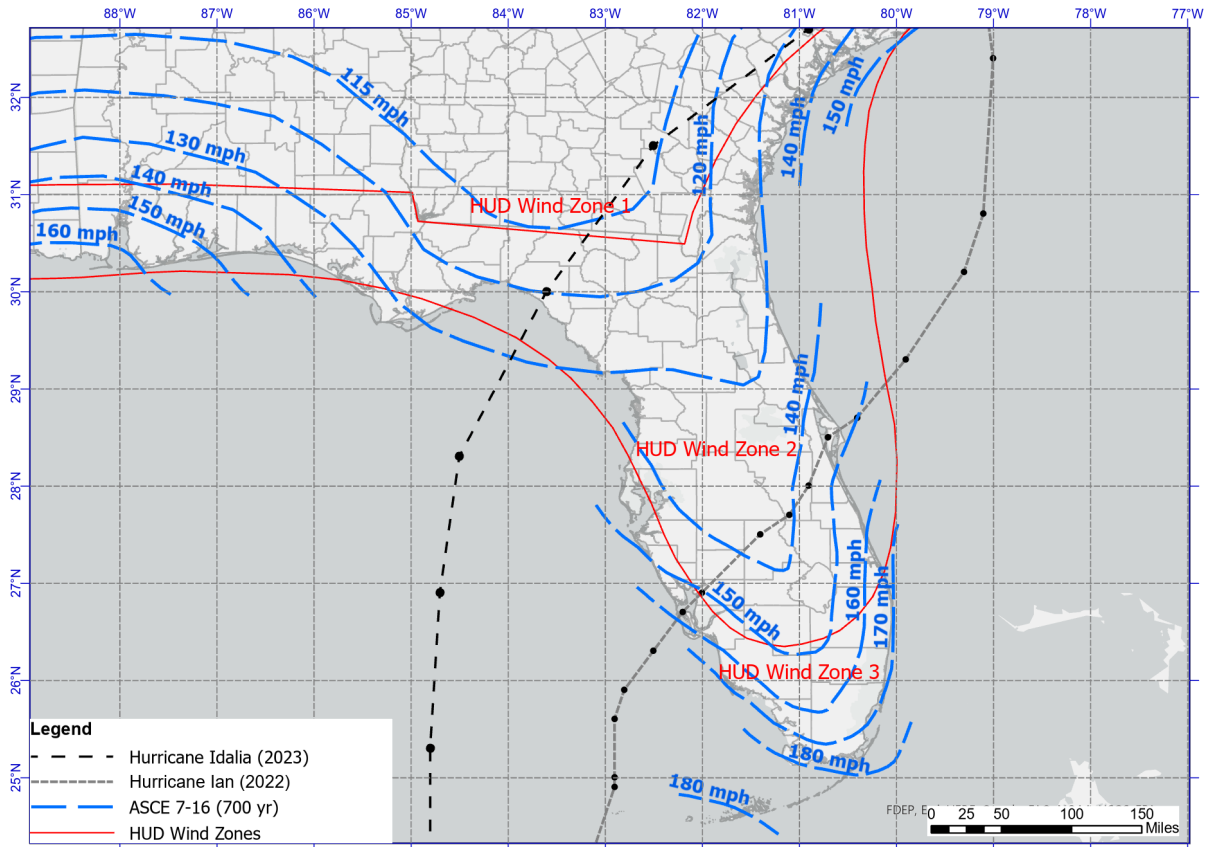 88°W 87°W 86°W 85°W 84°W 83°W 82°W 81°W 80°W 79°W 78°W 77°W
32°N
31°N
30°N
29°N
28°N
27°N
26°N
25°N
115 mph
130 mph
140 mph
150 mph
160 mph
120 mph
140 mph
150 mph
HUD Wind Zone 1
140 mph
HUD Wind Zone 2
150 mph
160 mph
170 mph
HUD Wind Zone 3
180 mph
180 mph
Legend
Hurricane Idalia (2023)
Hurricane Ian (2022)
ASCE 7-16 (700 yr)
HUD Wind Zones
FDEP,
0 25 50 100 150
Miles